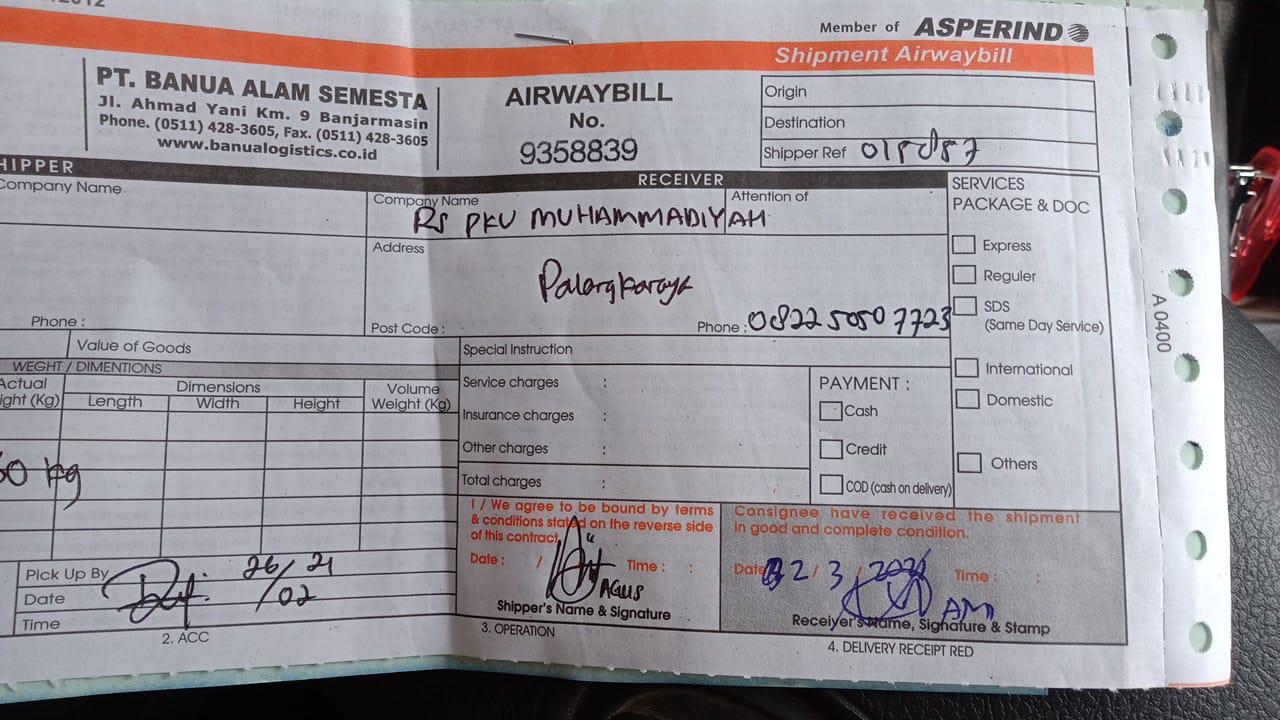 Member of ASPERIND
Shipment Airwaybill
PT. BANUA ALAM SEMESTA
Jl. Ahmad Yani Km. 9 Banjarmasin
Phone. (0511) 428-3605, Fax. (0511) 428-3605
www.banualogistics.co.id
AIRWAYBILL
No.
9358839
Origin
Destination
Shipper Ref
HIPPER
RECEIVER
Company Name
Company Name
Attention of
RS PKU MUHAMMADIYAH
Address
Palangkaraya
Phone :
Post Code :
Phone : 0822 5050 7723
SERVICES
PACKAGE & DOC
Express
Reguler
SDS
(Same Day Service)
International
Domestic
Others
A 0400
Value of Goods
Special Instruction
WEGHT / DIMENTIONS
Actual
ight (Kg)
Dimensions
Length Width Height
Volume
Weight (Kg)
kg
Service charges :
Insurance charges :
Other charges :
Total charges :
PAYMENT :
Cash
Credit
COD (cash on delivery)
I / We agree to be bound by terms
& conditions stated on the reverse side
of this contract
Date : / Time : :
AGUS
Shipper's Name & Signature
Consignee have received the shipment
in good and complete condition.
Date 2 / 3 / Time : :
Receiver's Name, Signature & Stamp
Pick Up By
Date 26/02 21
Time
2. ACC
3. OPERATION
4. DELIVERY RECEIPT RED